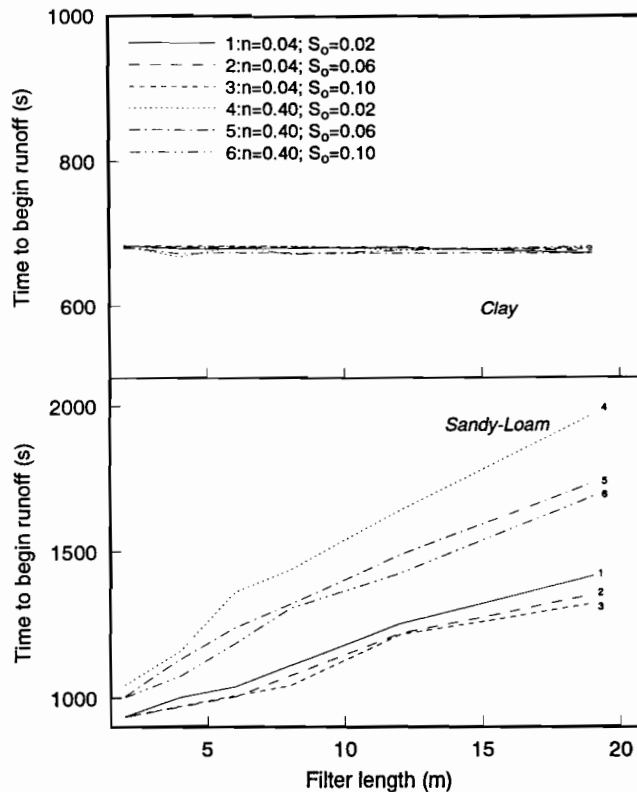 1000
1:n=0.04; So=0.02
2:n=0.04; So=0.06
3:n=0.04; So=0.10
4:n=0.40; So=0.02
5:n=0.40; So=0.06
6:n=0.40; So=0.10
800
600
Time to begin runoff (s)
Clay
2000
Sandy-Loam
4
5
6
1500
1
2
3
1000
Time to begin runoff (s)
5
10
15
20
Filter length (m)